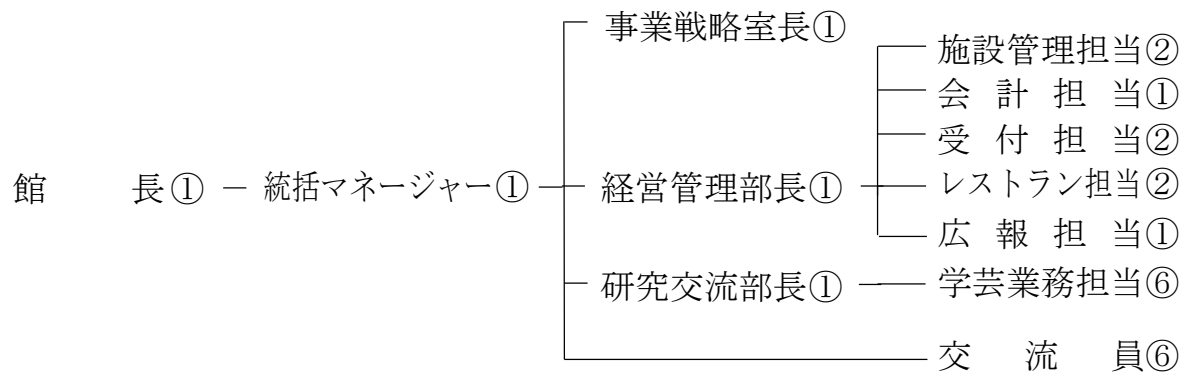 事業戦略室長①
施設管理担当②
会計担当①
受付担当②
館長① － 統括マネージャー① 経営管理部長① レストラン担当②
広報担当①
研究交流部長① 学芸業務担当⑥
交流員⑥